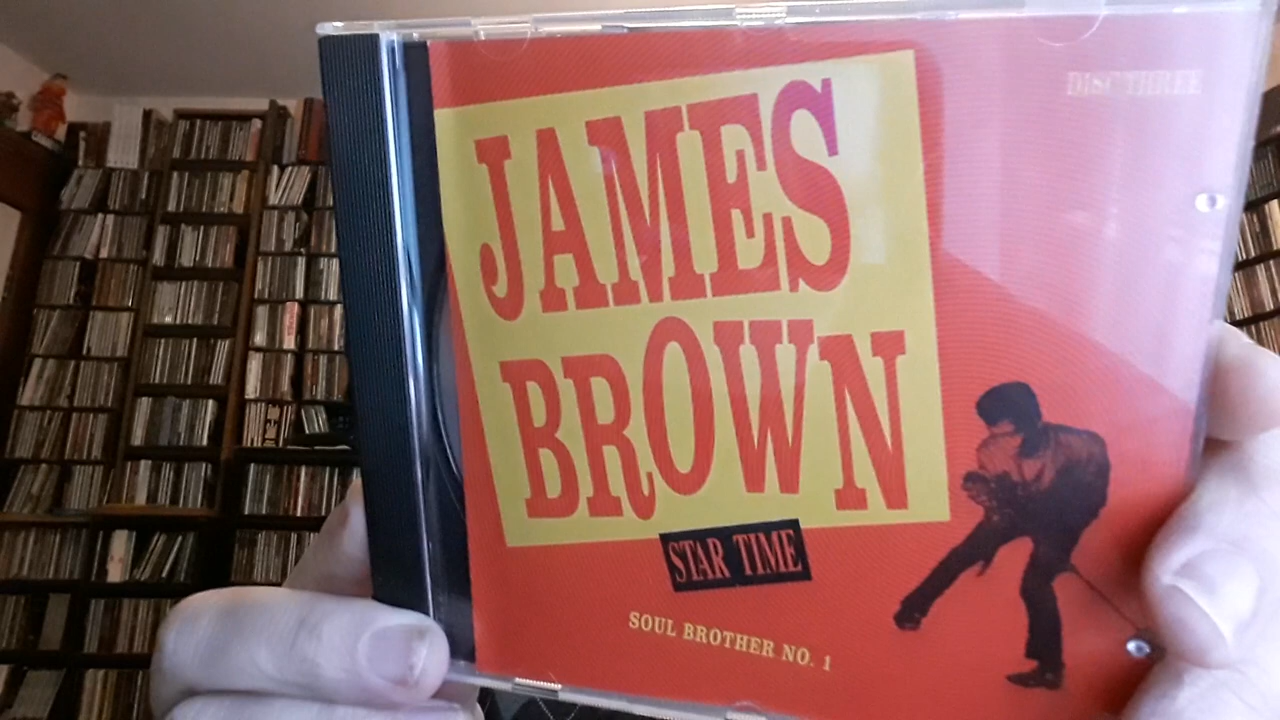 DISC THREE
JAMES
BROWN
STAR TIME
SOUL BROTHER NO. 1